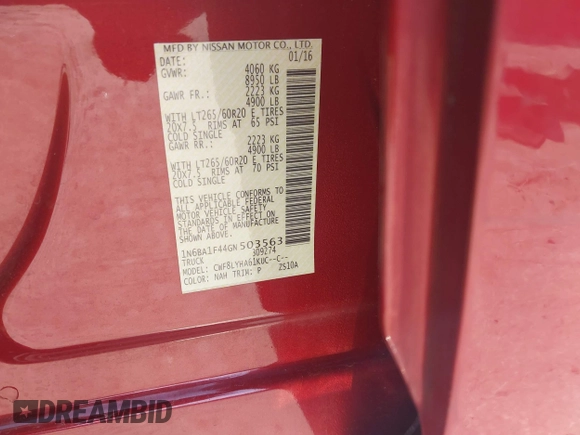 MFD BY NISSAN MOTOR CO., LTD.
DATE: 01/16
GVWR: 4060 KG
8950 LB
GAWR FR.: 2223 KG
4900 LB
WITH LT265/60R20 E TIRES
20X7.5 RIMS AT 65 PSI
COLD SINGLE
GAWR RR.: 2223 KG
4900 LB
WITH LT265/60R20 E TIRES
20X7.5 RIMS AT 70 PSI
COLD SINGLE
THIS VEHICLE CONFORMS TO
ALL APPLICABLE FEDERAL
MOTOR VEHICLE SAFETY
STANDARDS IN EFFECT ON
THE DATE OF MANUFACTURE
1N6BA1F44GN503563
TRUCK 309274
MODEL: CWF8LYHA61KUC--C--
COLOR: NAH TRIM: P ZS10A
DREAMBID